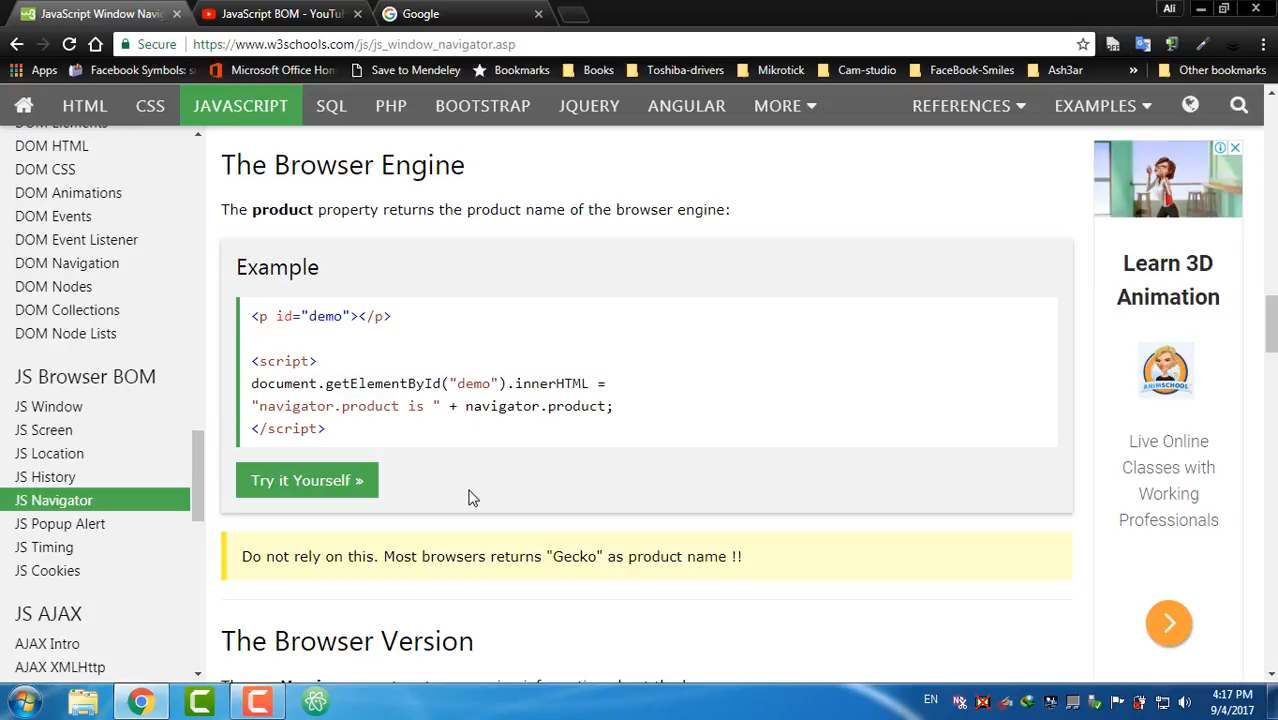 JavaScript Window Navig
JavaScript BOM - YouTu
Google
Ali
Secure
https://www.w3schools.com/js/js_window_navigator.asp
Apps
Facebook Symbols:
Microsoft Office Hom
Save to Mendeley
Bookmarks
Books
Toshiba-drivers
Mikrotick
Cam-studio
FaceBook-Smiles
Ash3ar
»
Other bookmarks
HTML
CSS
JAVASCRIPT
SQL
PHP
BOOTSTRAP
JQUERY
ANGULAR
MORE
REFERENCES
EXAMPLES
DOM Elements
DOM HTML
DOM CSS
DOM Animations
DOM Events
DOM Event Listener
DOM Navigation
DOM Nodes
DOM Collections
DOM Node Lists
JS Browser BOM
JS Window
JS Screen
JS Location
JS History
JS Navigator
JS Popup Alert
JS Timing
JS Cookies
JS AJAX
AJAX Intro
AJAX XMLHttp
The Browser Engine
The product property returns the product name of the browser engine:
Example
<p id="demo"></p>
<script>
document.getElementById("demo").innerHTML =
"navigator.product is " + navigator.product;
</script>
Try it Yourself »
Do not rely on this. Most browsers returns "Gecko" as product name !!
The Browser Version
Learn 3D
Animation
ANIMSCHOOL
Live Online
Classes with
Working
Professionals
EN
4:17 PM
9/4/2017